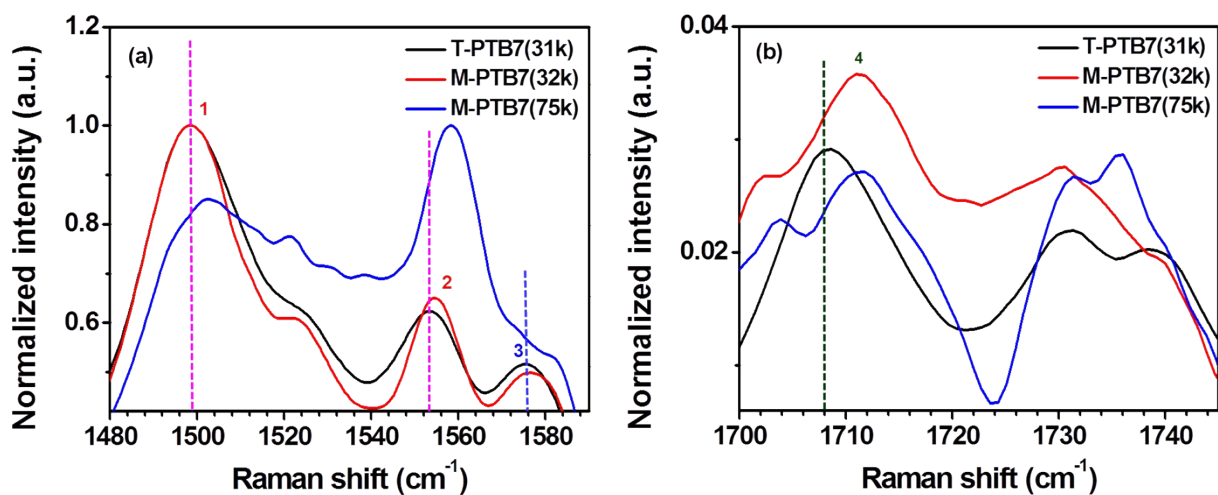 (a)
T-PTB7(31k)
M-PTB7(32k)
M-PTB7(75k)
1
2
3
1.2
1.0
0.8
0.6
Normalized intensity (a.u.)
1480 1500 1520 1540 1560 1580
Raman shift (cm⁻¹)
(b)
4
T-PTB7(31k)
M-PTB7(32k)
M-PTB7(75k)
0.04
0.02
Normalized intensity (a.u.)
1700 1710 1720 1730 1740
Raman shift (cm⁻¹)